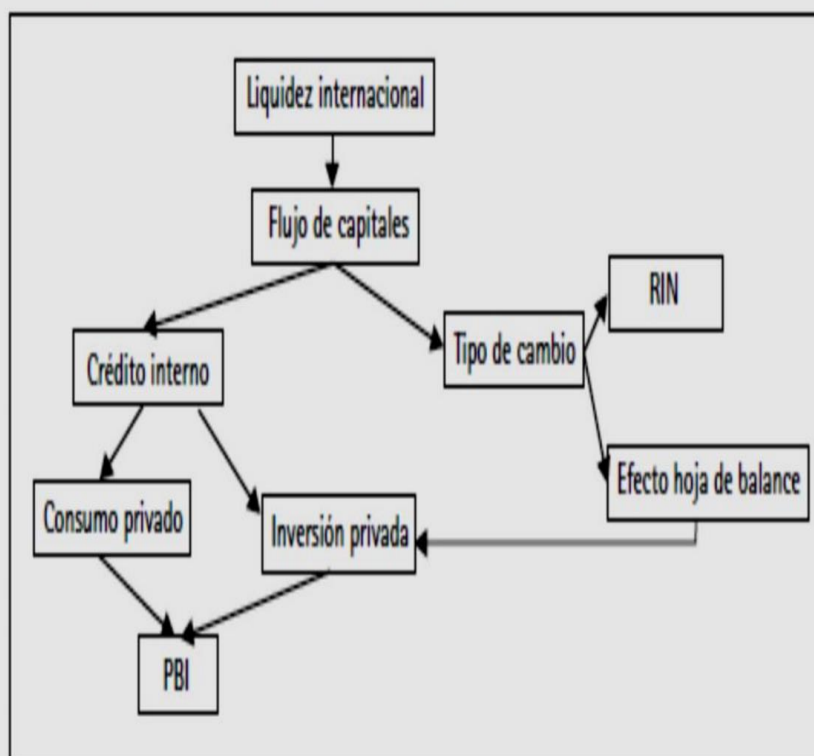 Liquidez internacional
Flujo de capitales
RIN
Tipo de cambio
Crédito interno
Efecto hoja de balance
Consumo privado
Inversión privada
PBI